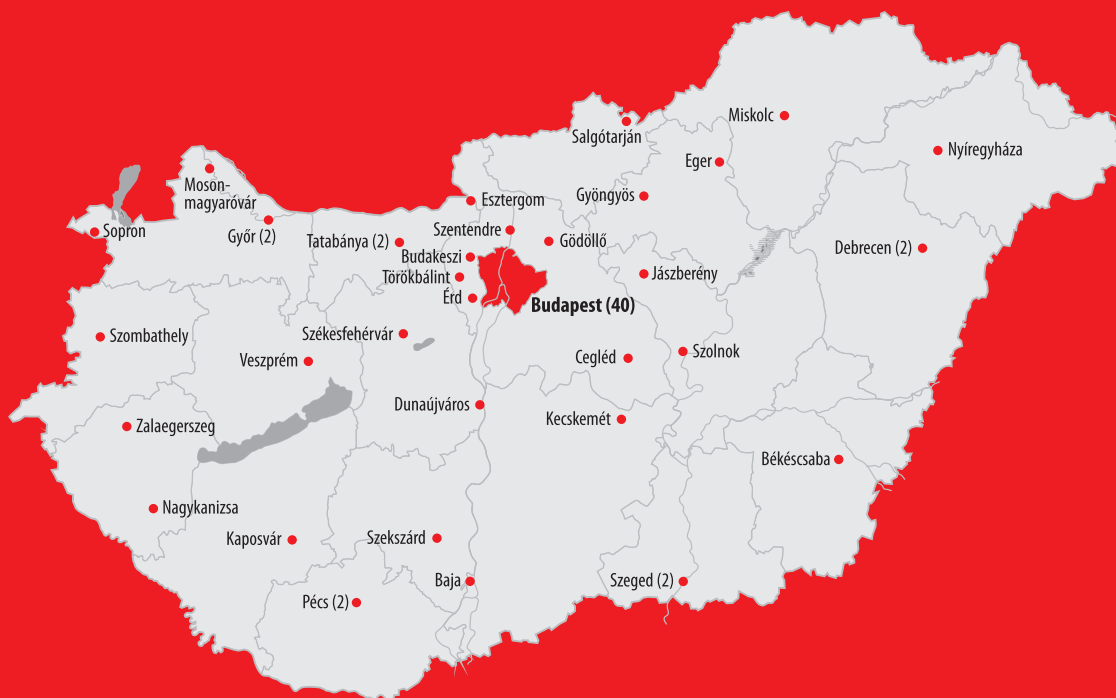 Miskolc
Salgótarján
Nyíregyháza
Eger
Moson-
magyaróvár
Gyöngyös
Esztergom
Sopron
Győr (2)
Szentendre
Gödöllő
Tatabánya (2)
Debrecen (2)
Budakeszi
Törökbálint
Jászberény
Érd
Budapest (40)
Szombathely
Székesfehérvár
Veszprém
Cegléd
Szolnok
Dunaújváros
Kecskemét
Zalaegerszeg
Békéscsaba
Nagykanizsa
Kaposvár
Szekszárd
Baja
Szeged (2)
Pécs (2)